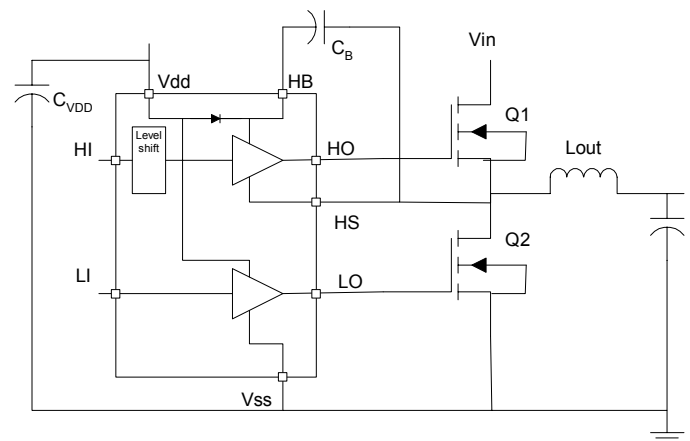 C_B
Vin
Vdd
HB
C_VDD
Q1
Level
shift
HI
HO
Lout
HS
Q2
LI
LO
Vss